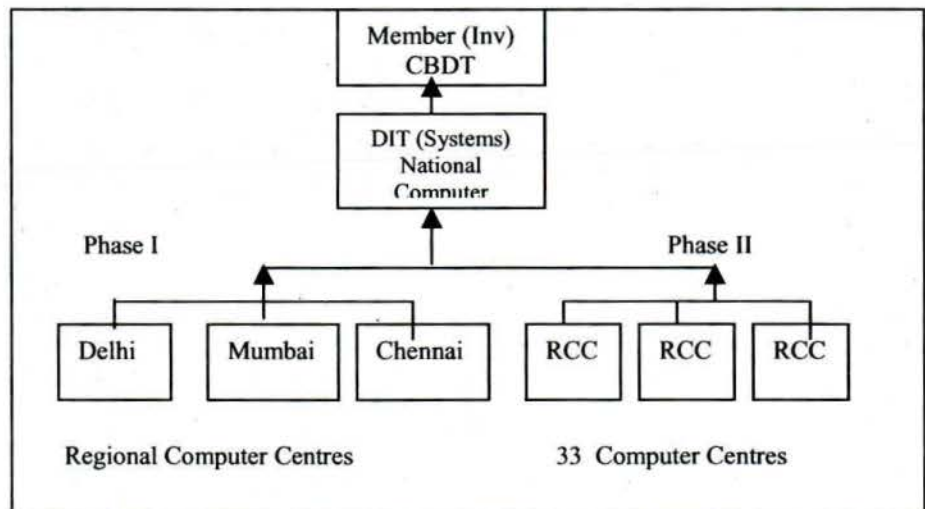 Member (Inv)
CBDT
DIT (Systems)
National
Computer
Phase I
Phase II
Delhi
Mumbai
Chennai
RCC
RCC
RCC
Regional Computer Centres
33 Computer Centres